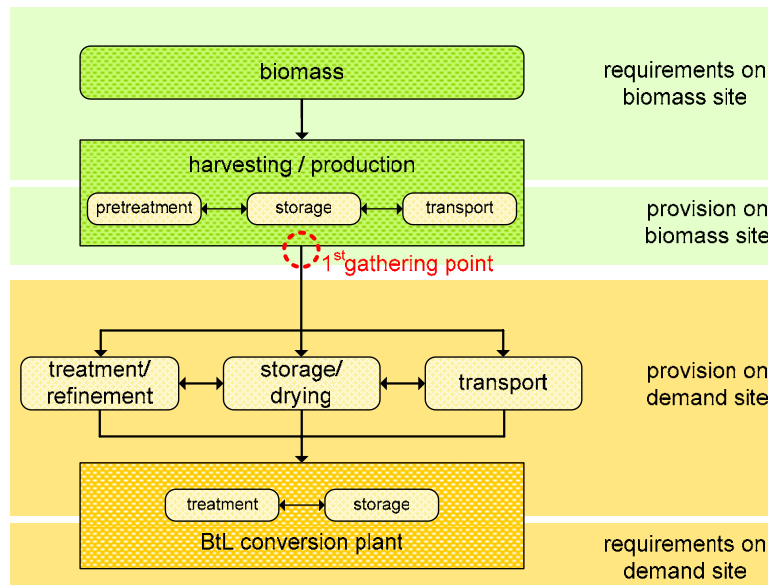 biomass
requirements on
biomass site
harvesting / production
pretreatment
storage
transport
provision on
biomass site
1st gathering point
treatment/
refinement
storage/
drying
transport
provision on
demand site
treatment
storage
BtL conversion plant
requirements on
demand site